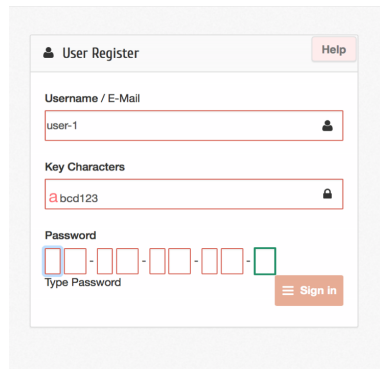 User Register
Help
Username / E-Mail
user-1
Key Characters
abcd123
Password
- - - -
Type Password
Sign in